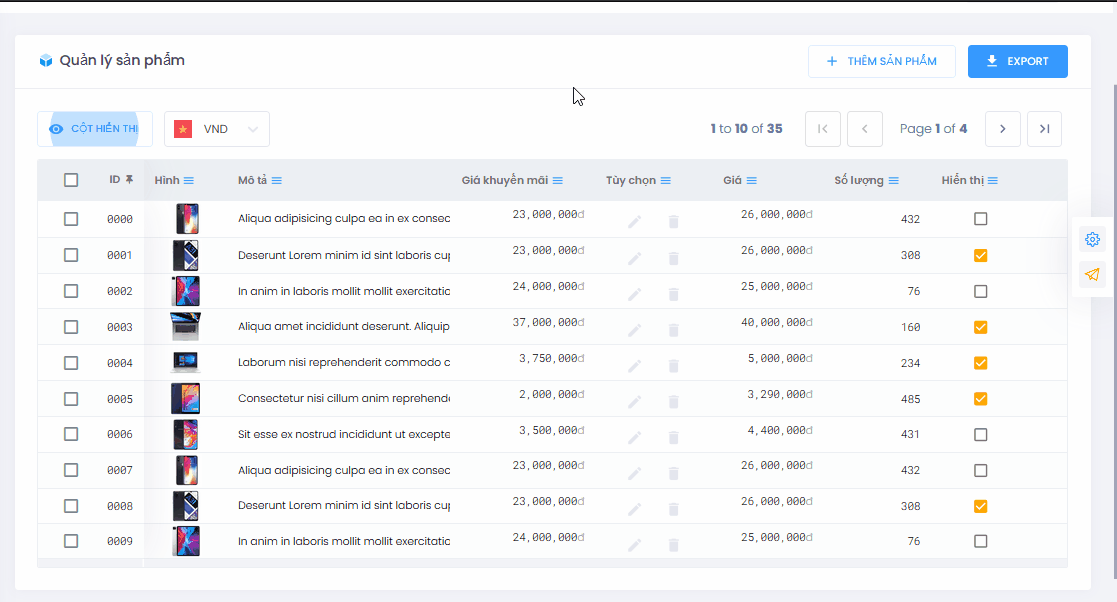 Quản lý sản phẩm
THÊM SẢN PHẨM
EXPORT
CỘT HIỂN THỊ
VND
1 to 10 of 35
Page 1 of 4
ID Hình Mô tả Giá khuyến mãi Tùy chọn Giá Số lượng Hiển thị
0000 Aliqua adipisicing culpa ea in ex consec 23,000,000đ 26,000,000đ 432
0001 Deserunt Lorem minim id sint laboris cup 23,000,000đ 26,000,000đ 308
0002 In anim in laboris mollit mollit exercitatic 24,000,000đ 25,000,000đ 76
0003 Aliqua amet incididunt deserunt. Aliquip 37,000,000đ 40,000,000đ 160
0004 Laborum nisi reprehenderit commodo c 3,750,000đ 5,000,000đ 234
0005 Consectetur nisi cillum anim reprehende 2,000,000đ 3,290,000đ 485
0006 Sit esse ex nostrud incididunt ut excepte 3,500,000đ 4,400,000đ 431
0007 Aliqua adipisicing culpa ea in ex consec 23,000,000đ 26,000,000đ 432
0008 Deserunt Lorem minim id sint laboris cup 23,000,000đ 26,000,000đ 308
0009 In anim in laboris mollit mollit exercitatic 24,000,000đ 25,000,000đ 76